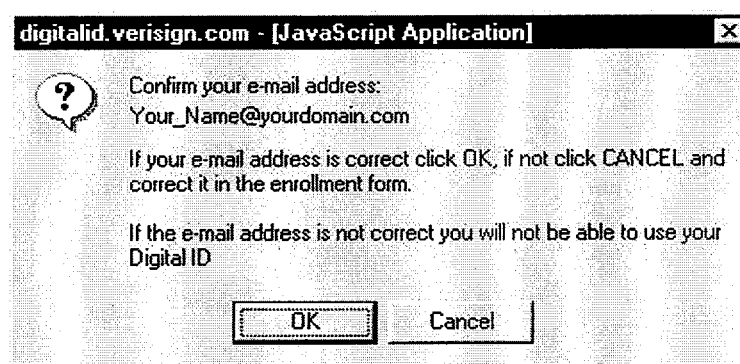 digitalid.verisign.com - [JavaScript Application]
Confirm your e-mail address:
Your_Name@yourdomain.com
If your e-mail address is correct click OK, if not click CANCEL and
correct it in the enrollment form.
If the e-mail address is not correct you will not be able to use your
Digital ID
OK
Cancel